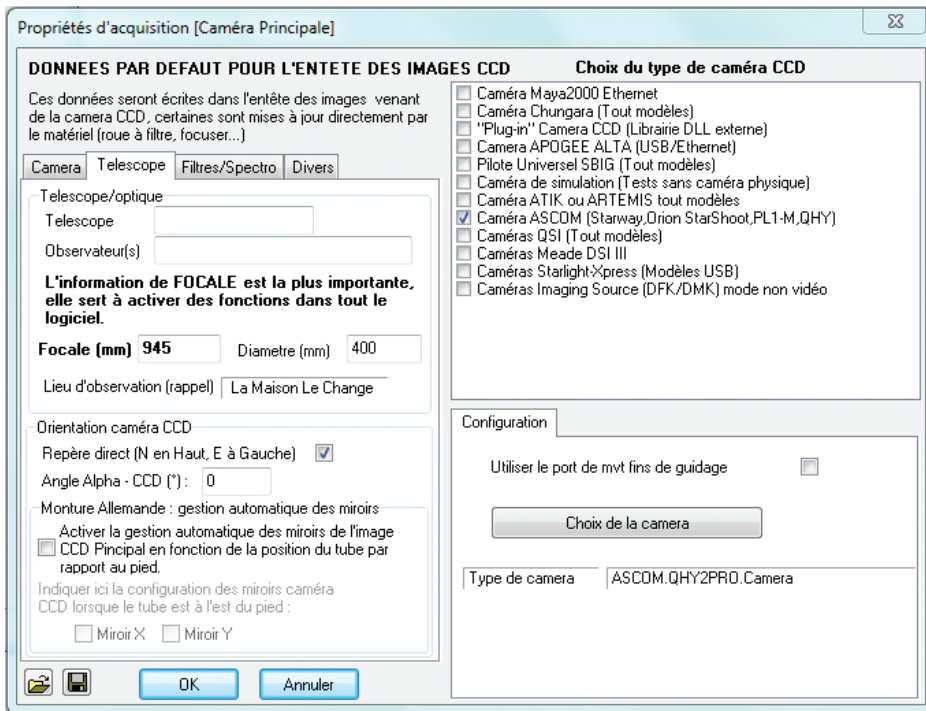 Propriétés d'acquisition [Caméra Principale]
DONNEES PAR DEFAUT POUR L'ENTETE DES IMAGES CCD
Ces données seront écrites dans l'entête des images venant
de la camera CCD, certaines sont mises à jour directement par
le matériel (roue à filtre, focuser...)
Camera
Telescope
Filtres/Spectro
Divers
Telescope/optique
Telescope
Observateur(s)
L'information de FOCALE est la plus importante,
elle sert à activer des fonctions dans tout le
logiciel.
Focale (mm) 945 Diametre (mm) 400
Lieu d'observation (rappel) La Maison Le Change
Orientation caméra CCD
Repère direct (N en Haut, E à Gauche)
Angle Alpha - CCD (°) : 0
Monture Allemande : gestion automatique des miroirs
Activer la gestion automatique des miroirs de l'image
CCD Pincipal en fonction de la position du tube par
rapport au pied.
Indiquer ici la configuration des miroirs caméra
CCD lorsque le tube est à l'est du pied :
Miroir X Miroir Y
OK Annuler
Choix du type de caméra CCD
Caméra Maya2000 Ethernet
Caméra Chungara (Tout modèles)
"Plug-in" Camera CCD (Librairie DLL externe)
Camera APOGEE ALTA (USB/Ethernet)
Pilote Universel SBIG (Tout modèles)
Caméra de simulation (Tests sans caméra physique)
Caméra ATIK ou ARTEMIS tout modèles
Caméra ASCOM (Starway,Orion StarShoot,PL1-M,QHY)
Caméras QSI (Tout modèles)
Caméras Meade DSI III
Caméras Starlight-Xpress (Modèles USB)
Caméras Imaging Source (DFK/DMK) mode non vidéo
Configuration
Utiliser le port de mvt fins de guidage
Choix de la camera
Type de camera ASCOM.QHY2PRO.Camera